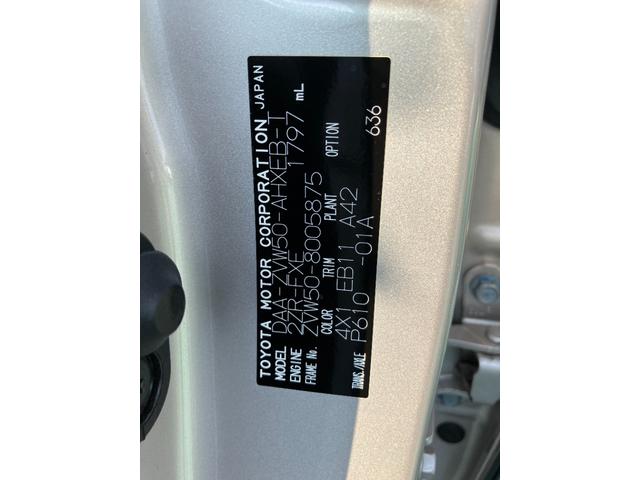 TOYOTA MOTOR CORPORATION JAPAN
MODEL DAA-ZVW50-AHXEB-T
ENGINE 2ZR-FXE 1797 mL
FRAME No. ZVW50-8005875
COLOR TRIM PLANT OPTION
4X1 EB11 A42 636
TRANS./AXLE P610 -01A